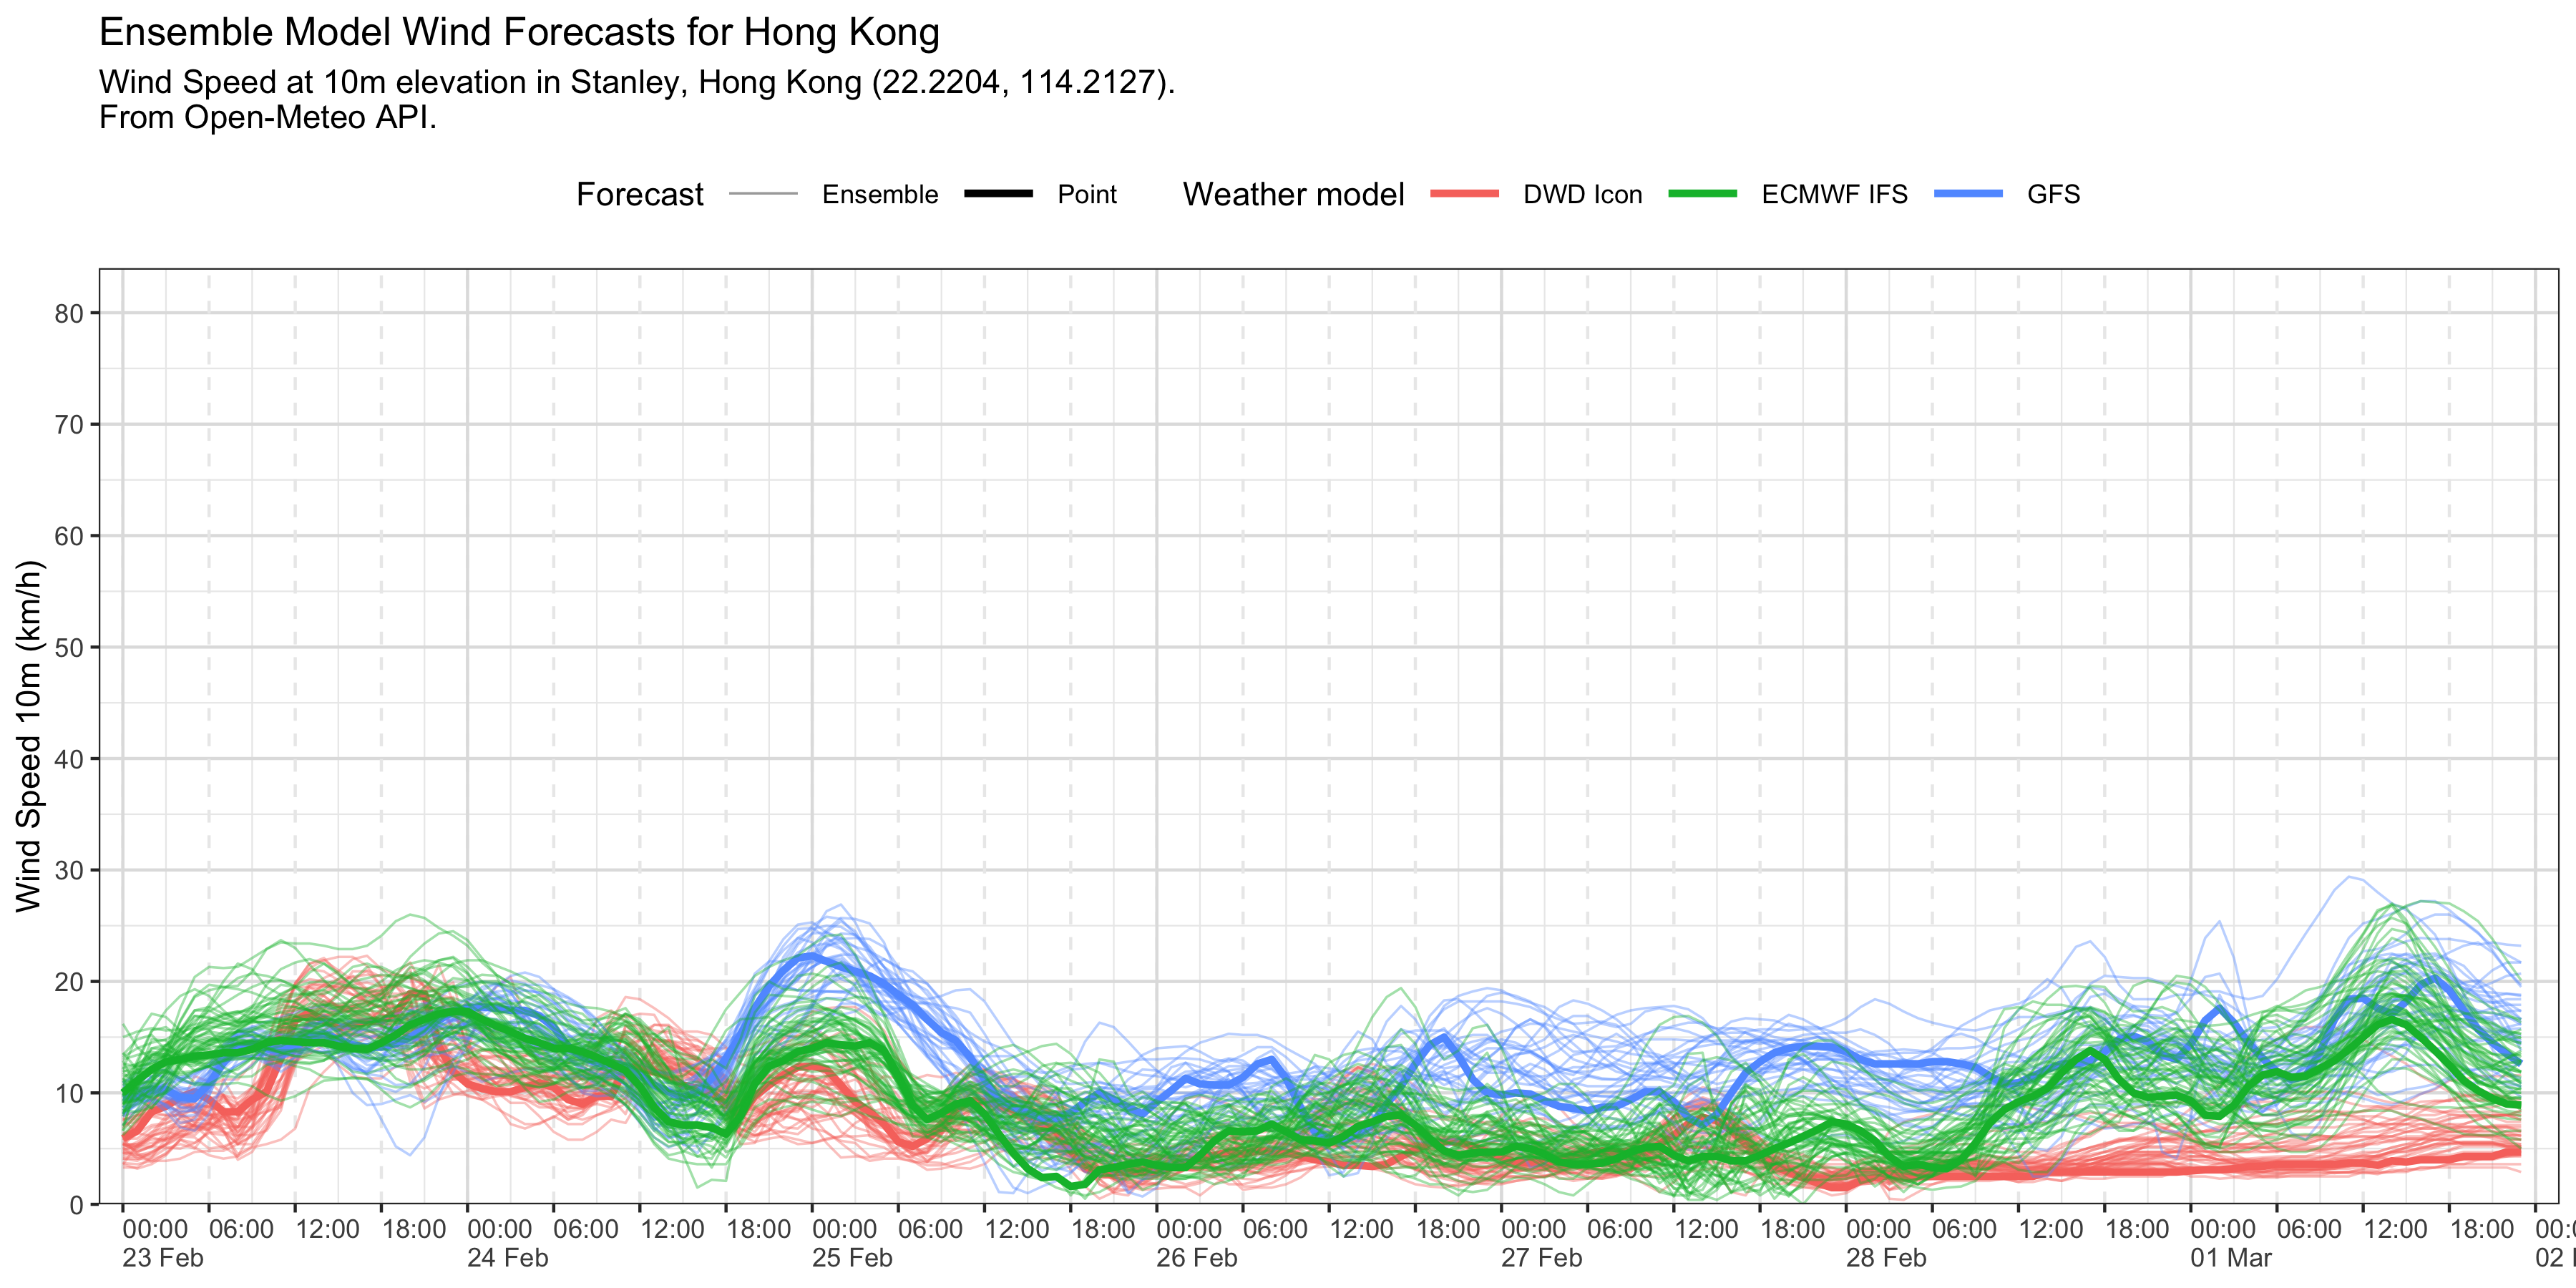 Ensemble Model Wind Forecasts for Hong Kong
Wind Speed at 10m elevation in Stanley, Hong Kong (22.2204, 114.2127).
From Open-Meteo API.
Forecast Ensemble Point Weather model DWD Icon ECMWF IFS GFS
Wind Speed 10m (km/h)
80
70
60
50
40
30
20
10
0
00:00 06:00 12:00 18:00 00:00 06:00 12:00 18:00 00:00 06:00 12:00 18:00 00:00 06:00 12:00 18:00 00:00 06:00 12:00 18:00 00:00 06:00 12:00 18:00 00:00 06:00 12:00 18:00
23 Feb 24 Feb 25 Feb 26 Feb 27 Feb 28 Feb 01 Mar 02